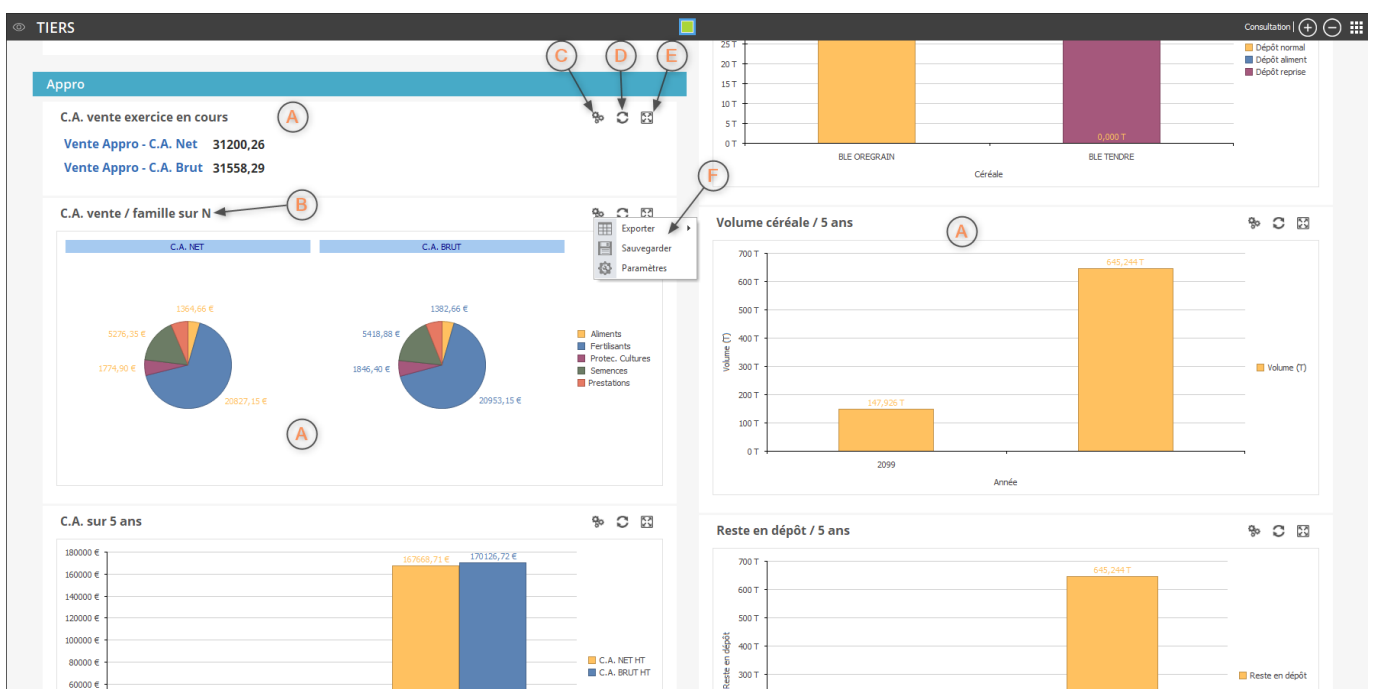 TIERS
Consultation |
C
D
E
Appro
C.A. vente exercice en cours
A
Vente Appro - C.A. Net 31200,26
Vente Appro - C.A. Brut 31558,29
B
C.A. vente / famille sur N
F
Exporter
Sauvegarder
Paramètres
C.A. NET
C.A. BRUT
1364,66 €
5276,35 €
1774,90 €
20827,15 €
1382,66 €
5418,88 €
1846,40 €
20953,15 €
Aliments
Fertilisants
Protec. Cultures
Semences
Prestations
A
C.A. sur 5 ans
180000 €
160000 €
140000 €
120000 €
100000 €
80000 €
60000 €
167668,71 €
170126,72 €
C.A. NET HT
C.A. BRUT HT
25 T
20 T
15 T
10 T
5 T
0 T
0,000 T
BLE OREGRAIN
BLE TENDRE
Céréale
Dépôt normal
Dépôt aliment
Dépôt reprise
Volume céréale / 5 ans
A
700 T
600 T
500 T
400 T
300 T
200 T
100 T
0 T
Volume (T)
147,926 T
645,244 T
2099
Année
Volume (T)
Reste en dépôt / 5 ans
700 T
600 T
500 T
400 T
300 T
Reste en dépôt
645,244 T
Reste en dépôt